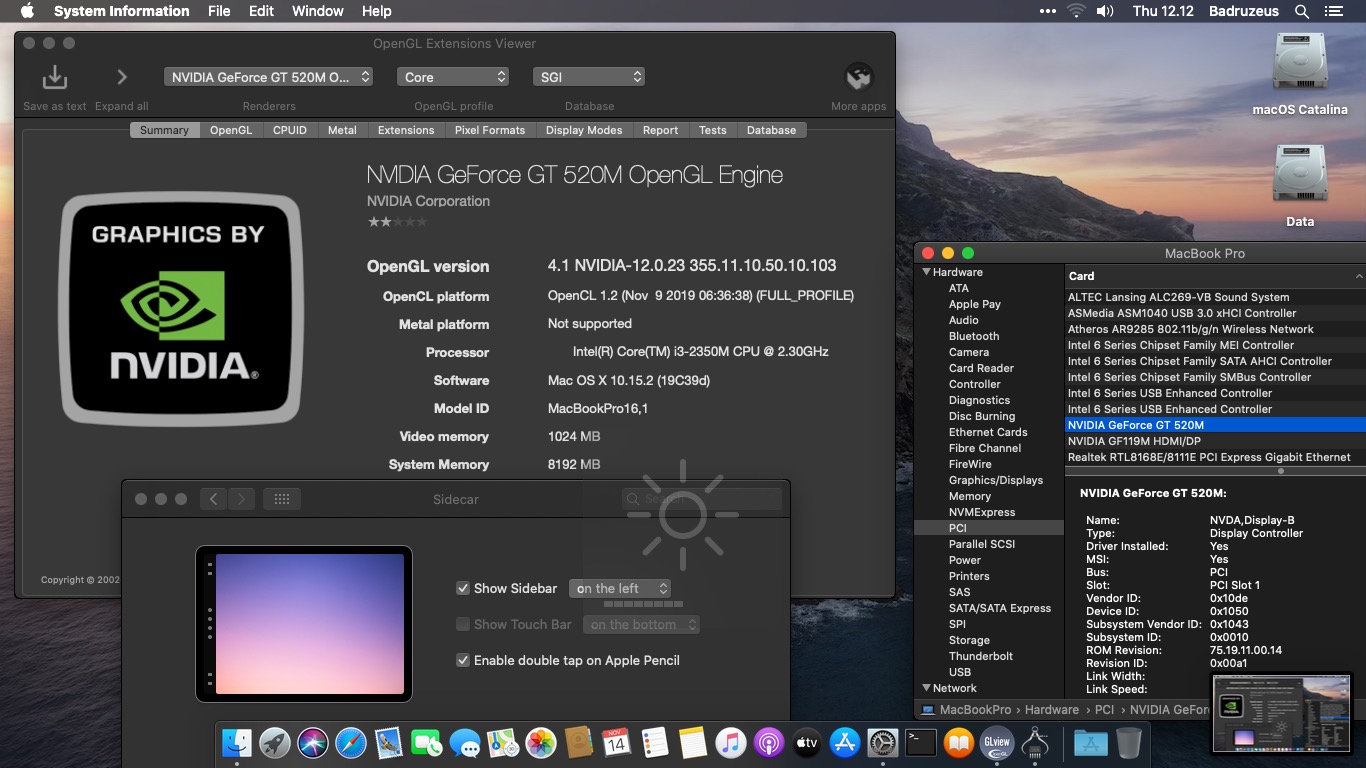 System Information File Edit Window Help
Thu 12.12 Badruzeus
OpenGL Extensions Viewer
NVIDIA GeForce GT 520M O...
Core
SGI
Save as text Expand all Renderers OpenGL profile Database More apps
Summary OpenGL CPUID Metal Extensions Pixel Formats Display Modes Report Tests Database
GRAPHICS BY
NVIDIA
NVIDIA GeForce GT 520M OpenGL Engine
NVIDIA Corporation
OpenGL version 4.1 NVIDIA-12.0.23 355.11.10.50.10.103
OpenCL platform OpenCL 1.2 (Nov 9 2019 06:36:38) (FULL_PROFILE)
Metal platform Not supported
Processor Intel(R) Core(TM) i3-2350M CPU @ 2.30GHz
Software Mac OS X 10.15.2 (19C39d)
Model ID MacBookPro16,1
Video memory 1024 MB
System Memory 8192 MB
Copyright © 2002
Sidecar
Show Sidebar on the left
Show Touch Bar on the bottom
Enable double tap on Apple Pencil
macOS Catalina
Data
MacBook Pro
Hardware
ATA
Apple Pay
Audio
Bluetooth
Camera
Card Reader
Controller
Diagnostics
Disc Burning
Ethernet Cards
Fibre Channel
FireWire
Graphics/Displays
Memory
NVMExpress
PCI
Parallel SCSI
Power
Printers
SAS
SATA/SATA Express
SPI
Storage
Thunderbolt
USB
Network
Card
ALTEC Lansing ALC269-VB Sound System
ASMedia ASM1040 USB 3.0 xHCI Controller
Atheros AR9285 802.11b/g/n Wireless Network
Intel 6 Series Chipset Family MEI Controller
Intel 6 Series Chipset Family SATA AHCI Controller
Intel 6 Series Chipset Family SMBus Controller
Intel 6 Series USB Enhanced Controller
Intel 6 Series USB Enhanced Controller
NVIDIA GeForce GT 520M
NVIDIA GF119M HDMI/DP
Realtek RTL8168E/8111E PCI Express Gigabit Ethernet
NVIDIA GeForce GT 520M:
Name: NVDA,Display-B
Type: Display Controller
Driver Installed: Yes
MSI: Yes
Bus: PCI
Slot: PCI Slot 1
Vendor ID: 0x10de
Device ID: 0x1050
Subsystem Vendor ID: 0x1043
Subsystem ID: 0x0010
ROM Revision: 75.19.11.00.14
Revision ID: 0x00a1
Link Width:
Link Speed:
MacBookPro › Hardware › PCI › NVIDIA GeFor
NOV
14
tv
GLview